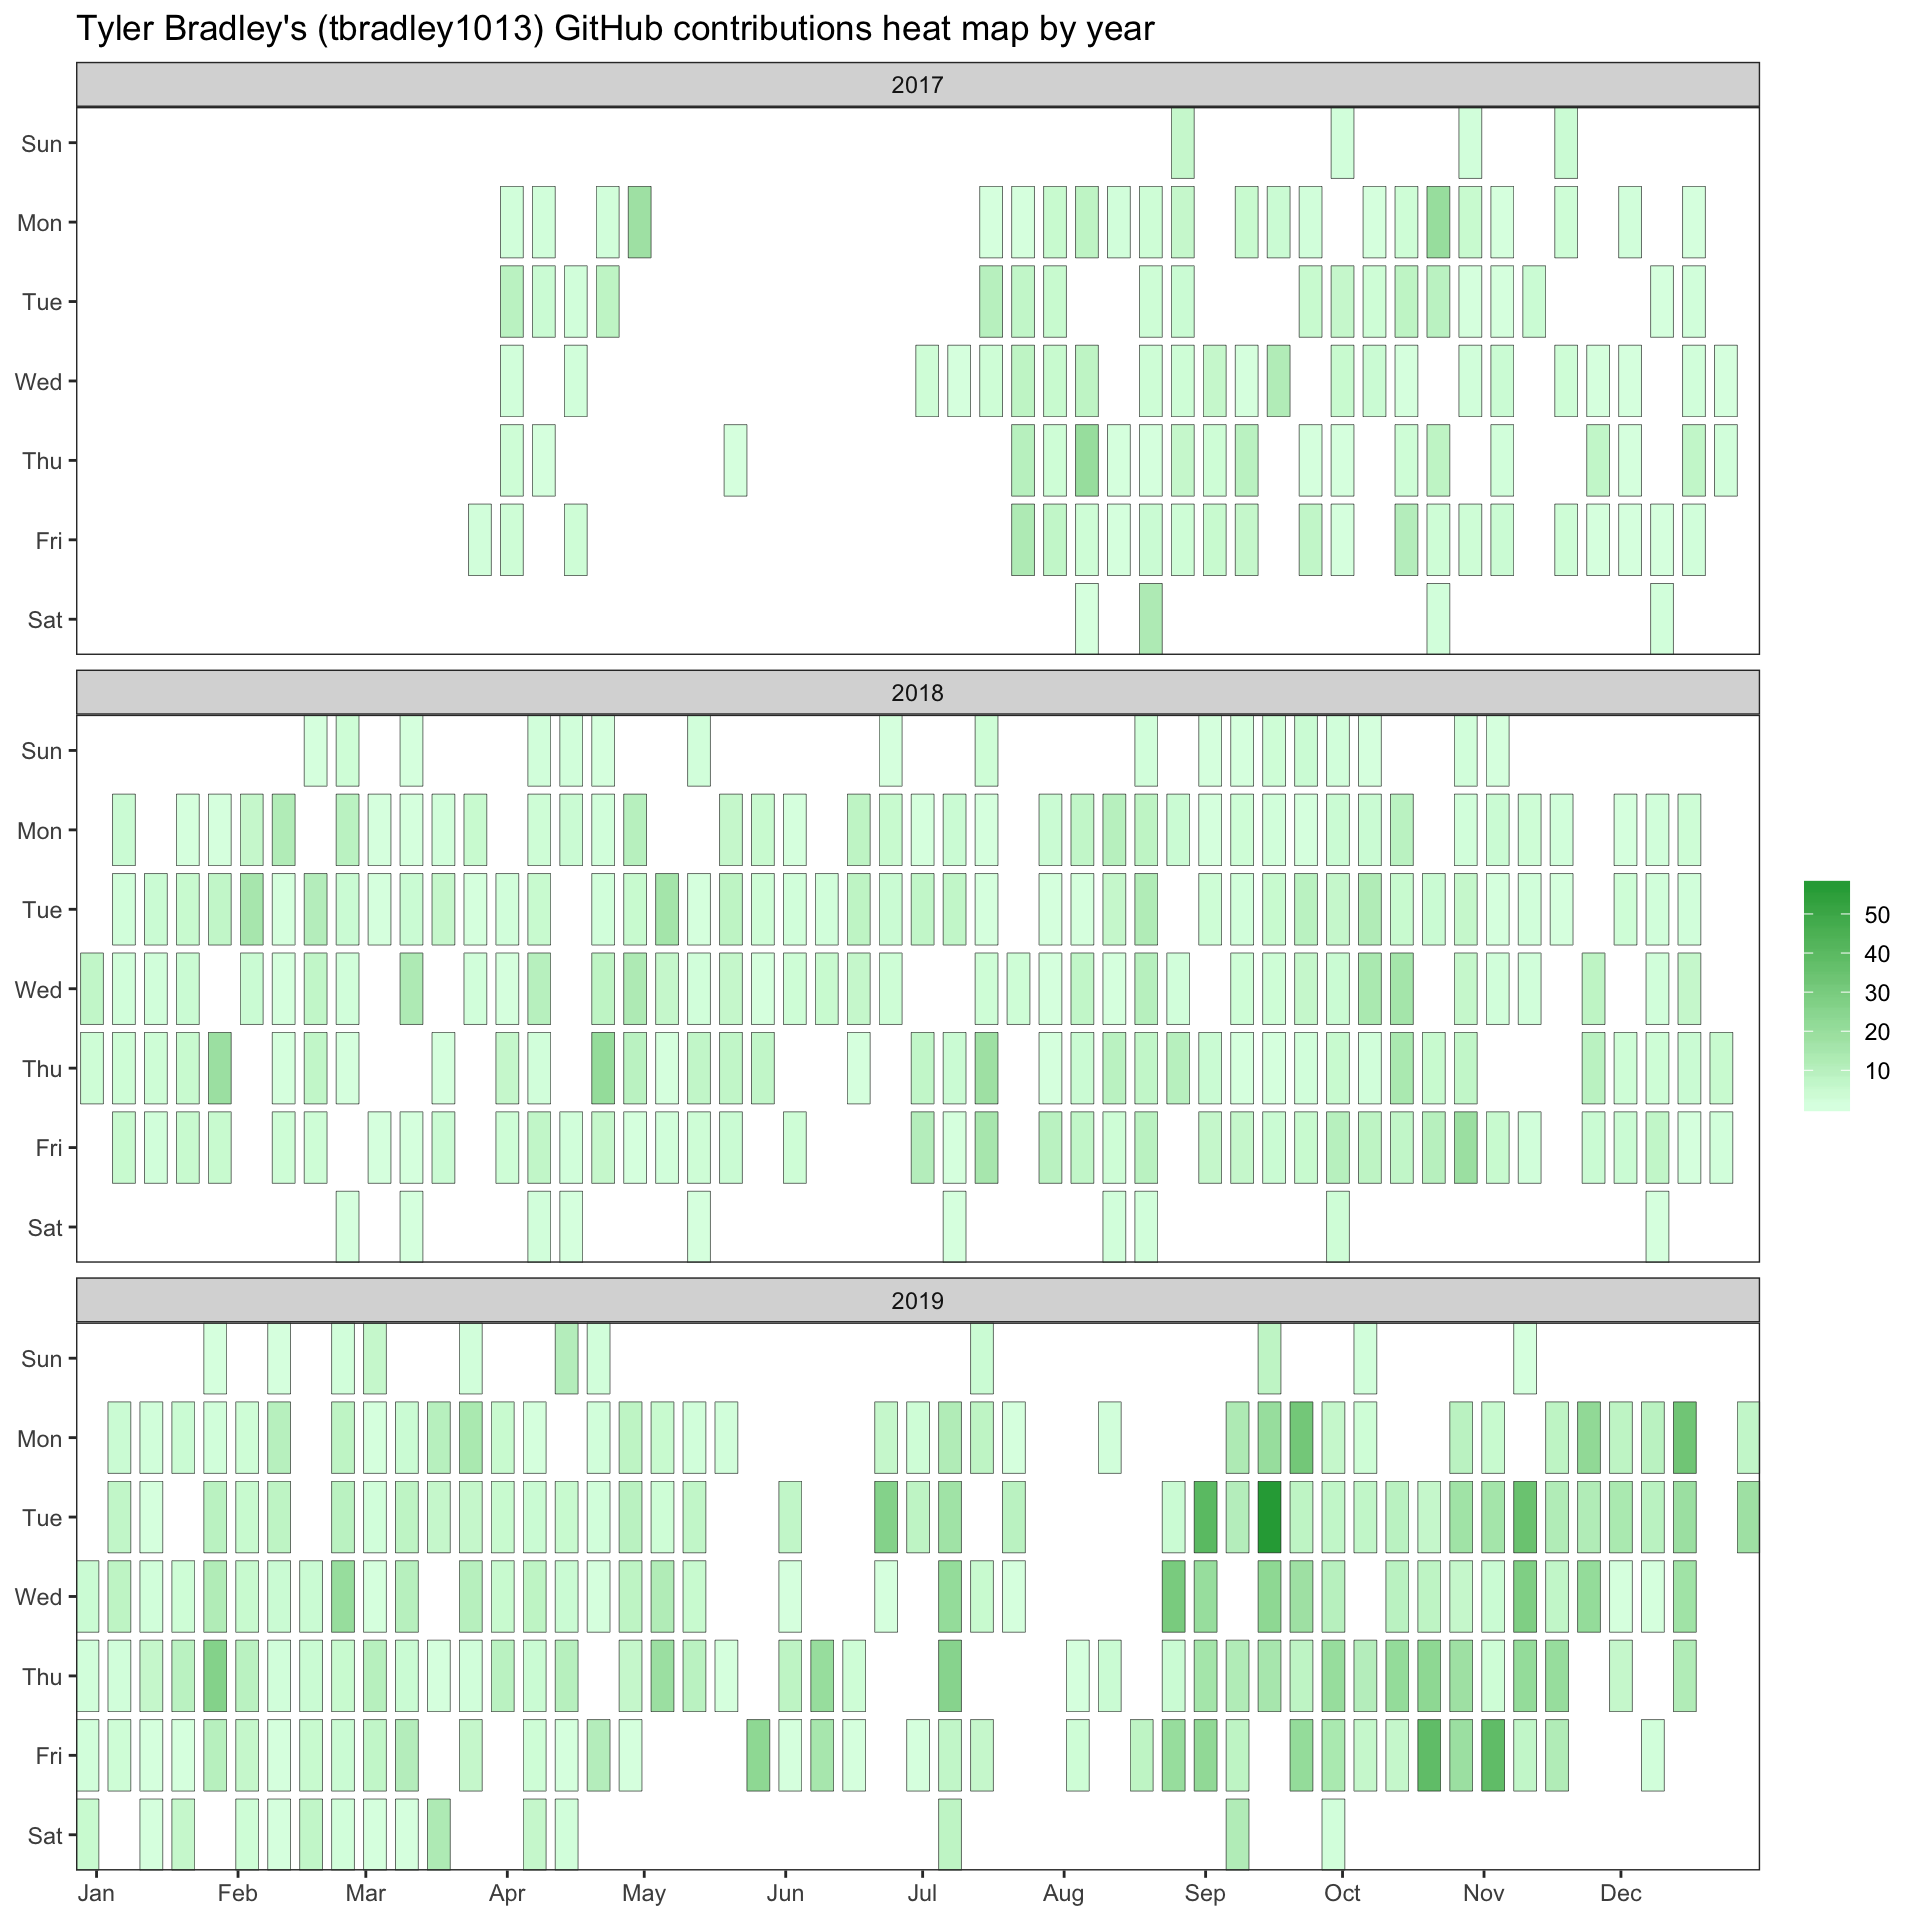 Tyler Bradley's (tbradley1013) GitHub contributions heat map by year
2017
Sun
Mon
Tue
Wed
Thu
Fri
Sat
2018
Sun
Mon
Tue
Wed
Thu
Fri
Sat
50
40
30
20
10
2019
Sun
Mon
Tue
Wed
Thu
Fri
Sat
Jan Feb Mar Apr May Jun Jul Aug Sep Oct Nov Dec